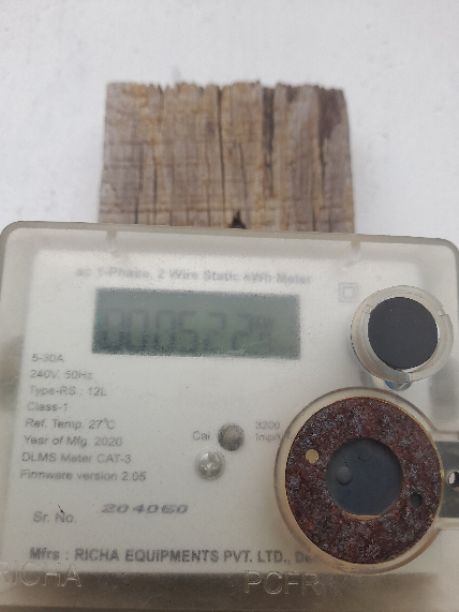 ac 1-Phase, 2 Wire Static kWh Meter
5-30A
240V, 50Hz
Type-RS : 12L
Class-1
Ref. Temp. 27°C
Year of Mfg. 2020
DLMS Meter CAT-3
Firmware version 2.05
Cal
3200
Imp/
Sr. No. 204060
Mfrs : RICHA EQUIPMENTS PVT. LTD.,
RICHA